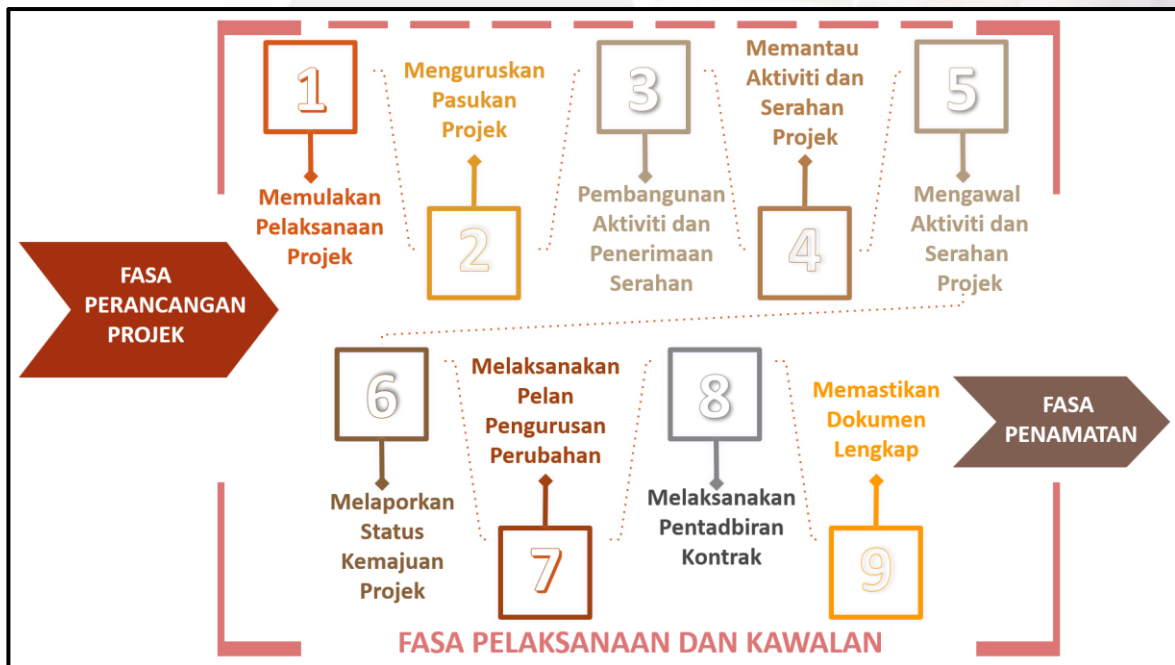 FASA
PERANCANGAN
PROJEK
1
Memulakan
Pelaksanaan
Projek
Menguruskan
Pasukan
Projek
2
3
Pembangunan
Aktiviti dan
Penerimaan
Serahan
Memantau
Aktiviti dan
Serahan
Projek
4
5
Mengawal
Aktiviti dan
Serahan
Projek
6
Melaporkan
Status
Kemajuan
Projek
Melaksanakan
Pelan
Pengurusan
Perubahan
7
8
Melaksanakan
Pentadbiran
Kontrak
Memastikan
Dokumen
Lengkap
9
FASA
PENAMATAN
FASA PELAKSANAAN DAN KAWALAN